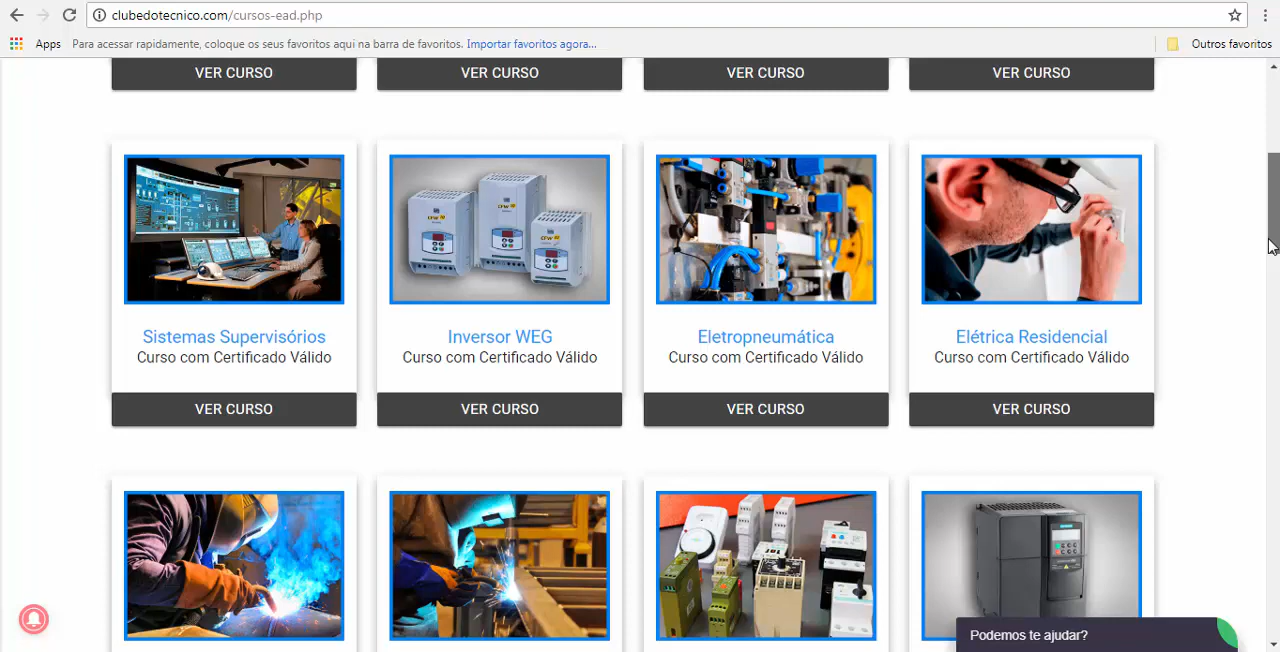 clubedotecnico.com/cursos-ead.php
Apps Para acessar rapidamente, coloque os seus favoritos aqui na barra de favoritos. Importar favoritos agora... Outros favoritos
VER CURSO VER CURSO VER CURSO VER CURSO
Sistemas Supervisórios Inversor WEG Eletropneumática Elétrica Residencial
Curso com Certificado Válido Curso com Certificado Válido Curso com Certificado Válido Curso com Certificado Válido
VER CURSO VER CURSO VER CURSO VER CURSO
Podemos te ajudar?